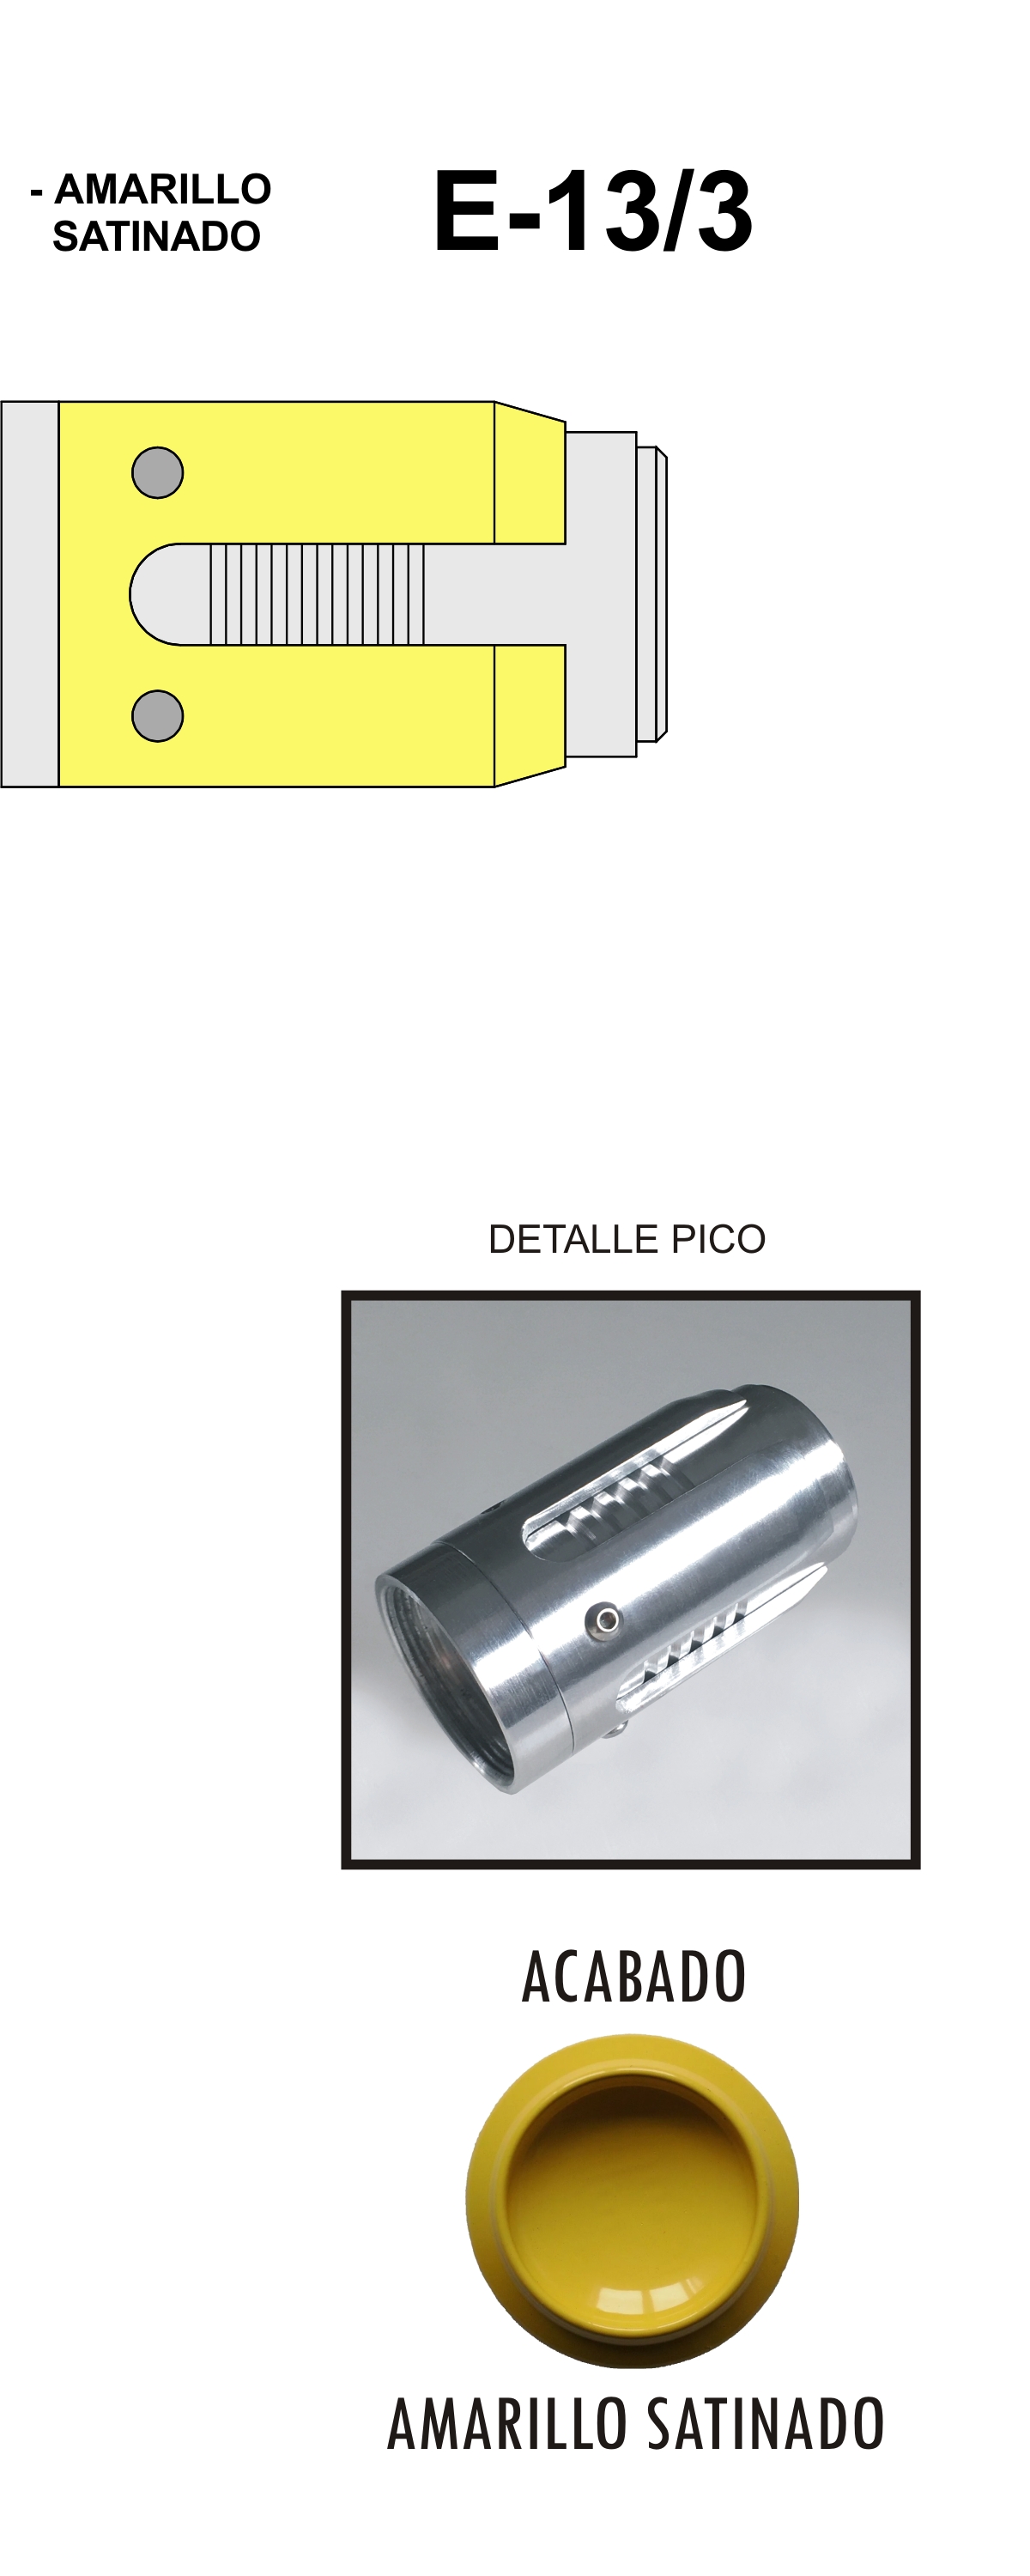 - AMARILLO
SATINADO
E-13/3
DETALLE PICO
ACABADO
AMARILLO SATINADO